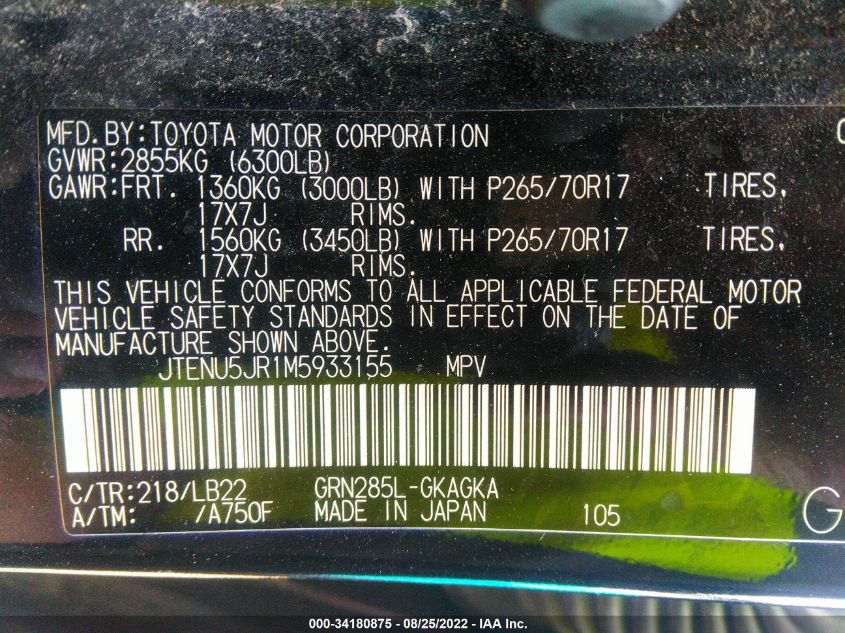 MFD.BY:TOYOTA MOTOR CORPORATION
GVWR:2855KG (6300LB)
GAWR:FRT. 1360KG (3000LB) WITH P265/70R17 TIRES.
17X7J RIMS.
RR. 1560KG (3450LB) WITH P265/70R17 TIRES.
17X7J RIMS.
THIS VEHICLE CONFORMS TO ALL APPLICABLE FEDERAL MOTOR
VEHICLE SAFETY STANDARDS IN EFFECT ON THE DATE OF
MANUFACTURE SHOWN ABOVE.
JTENU5JR1M5933155 MPV
C/TR:218/LB22 GRN285L-GKAGKA
A/TM: /A750F MADE IN JAPAN 105
G
000-34180875 - 08/25/2022 - IAA Inc.